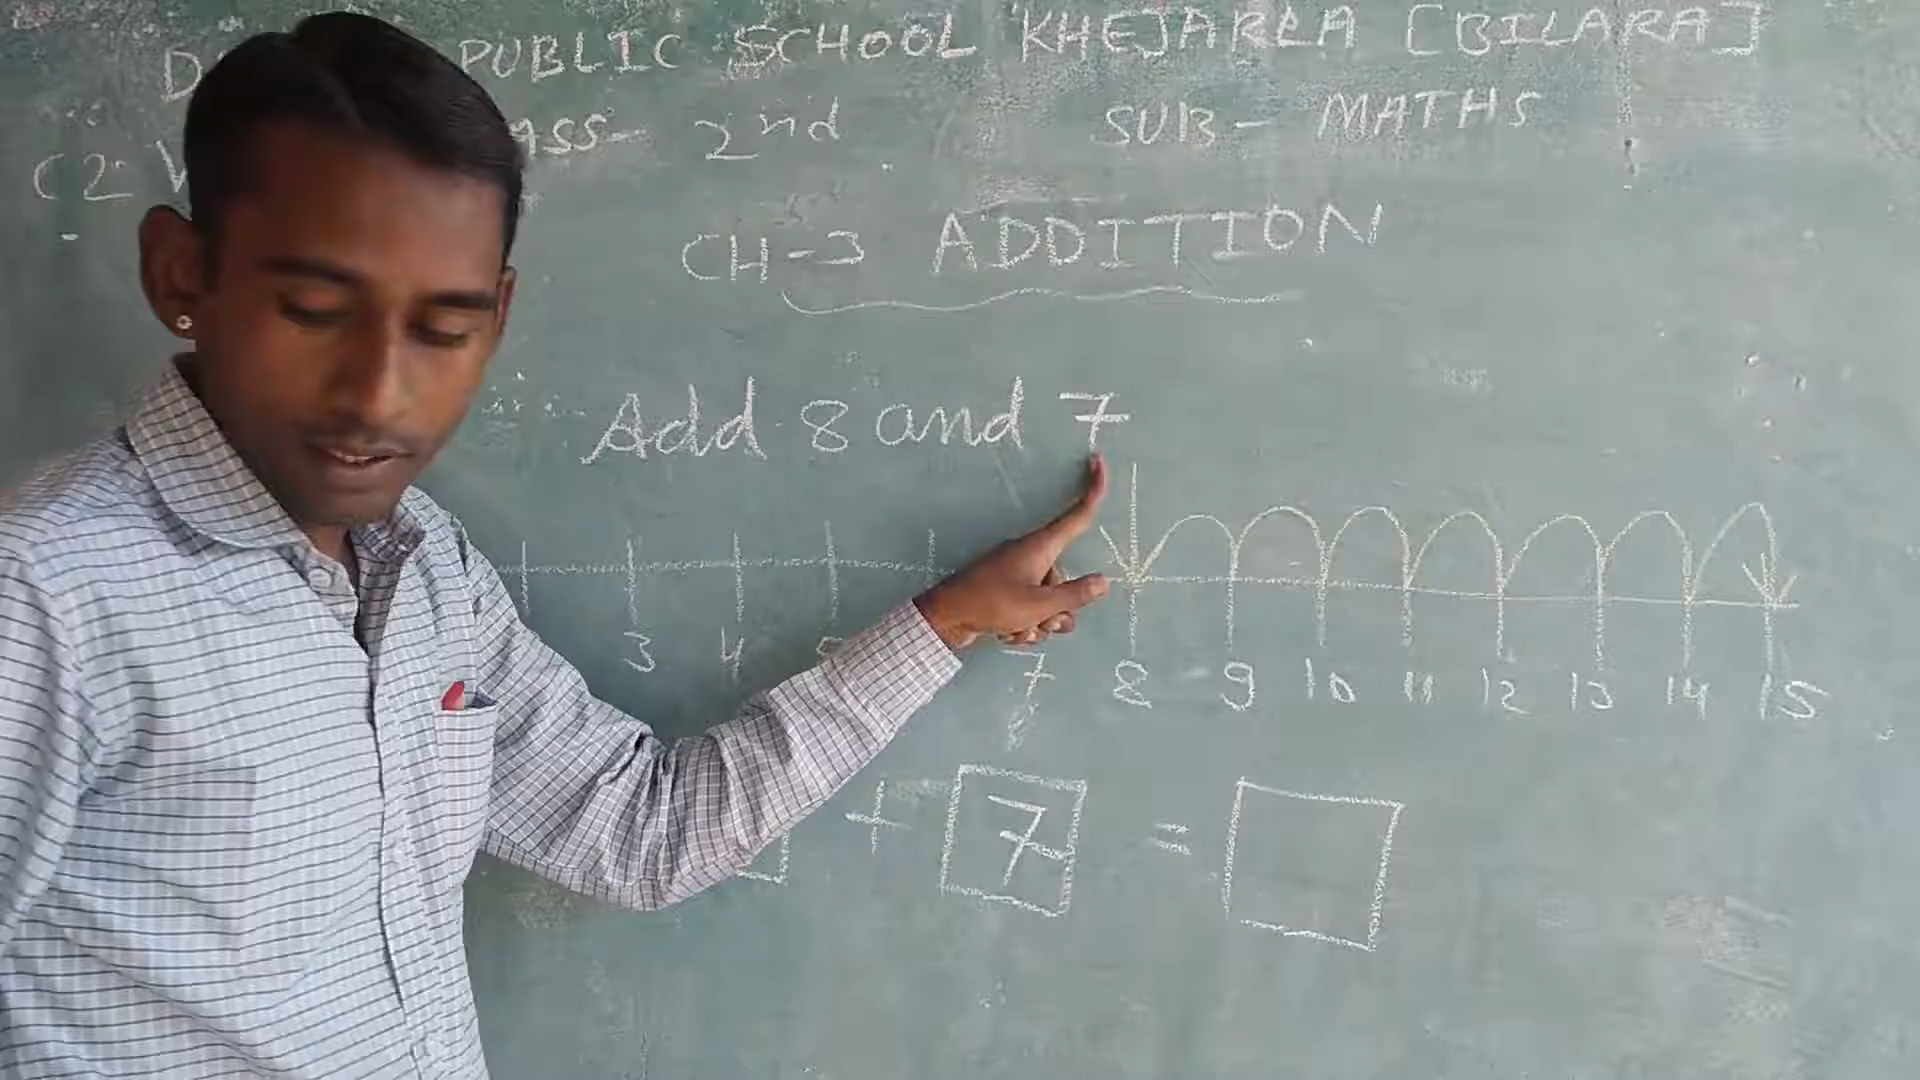 PUBLIC SCHOOL KHEJARLA [BILARA]
2nd SUB- MATHS
CH-3 ADDITION
Add 8 and 7
3 4 7 8 9 10 11 12 13 14 15
+ 7 =